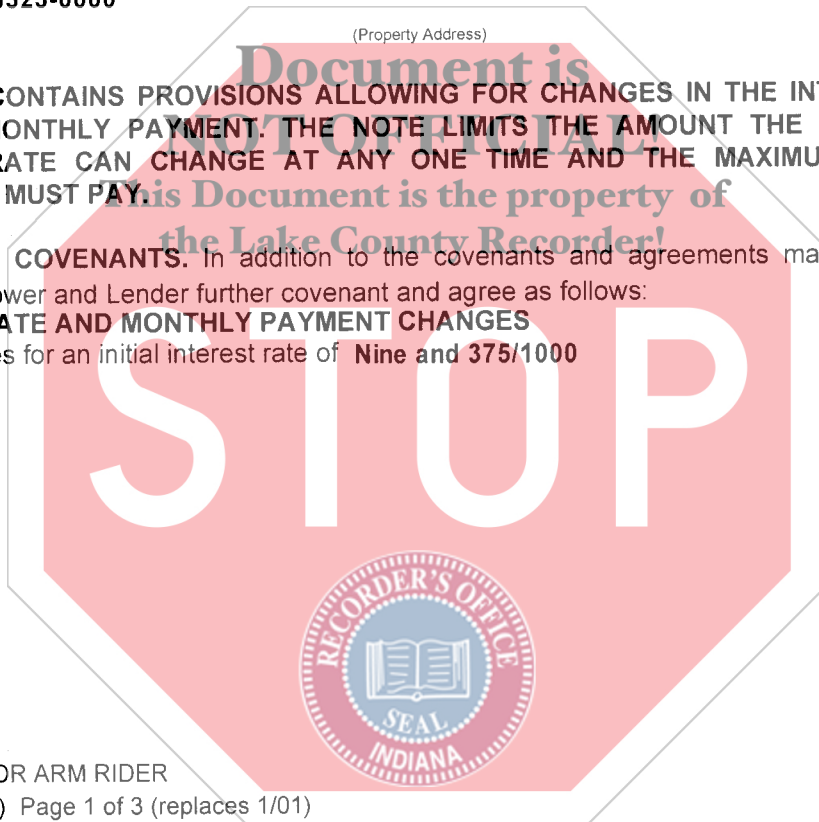 (Property Address)
Document is
CONTAINS PROVISIONS ALLOWING FOR CHANGES IN THE
ONTHLY PAYMENT. THE NOTE LIMITS THE AMOUNT THE
NOT OFFICIAL!
RATE CAN CHANGE AT ANY ONE TIME AND THE
MUST PAY.
This Document is the property of
the Lake County Recorder!
COVENANTS. In addition to the covenants and agreements
ower and Lender further covenant and agree as follows:
ATE AND MONTHLY PAYMENT CHANGES
s for an initial interest rate of Nine and 375/1000
STOP
RECORDER'S OFFICE
SEAL
INDIANA
OR ARM RIDER
) Page 1 of 3 (replaces 1/01)